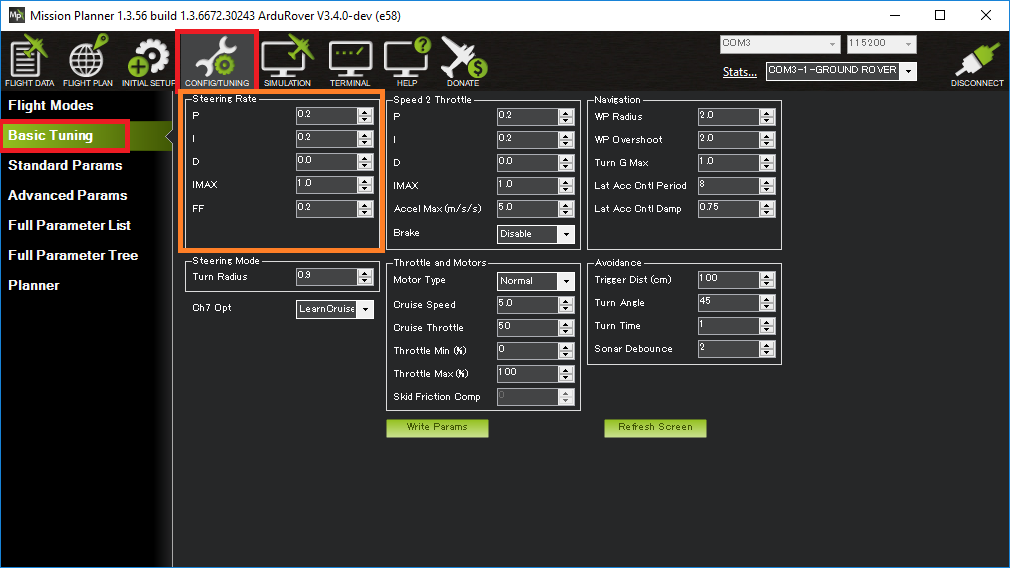 Mission Planner 1.3.56 build 1.3.6672.30243 ArduRover V3.4.0-dev (e58)
FLIGHT DATA
FLIGHT PLAN
INITIAL SETUP
CONFIG/TUNING
SIMULATION
TERMINAL
HELP
DONATE
COM3
115200
Stats...
COM3-1-GROUND ROVER
DISCONNECT
Flight Modes
Basic Tuning
Standard Params
Advanced Params
Full Parameter List
Full Parameter Tree
Planner
Steering Rate
P 0.2
I 0.2
D 0.0
IMAX 1.0
FF 0.2
Steering Mode
Turn Radius 0.9
Ch7 Opt LearnCruise
Speed 2 Throttle
P 0.2
I 0.2
D 0.0
IMAX 1.0
Accel Max (m/s/s) 5.0
Brake Disable
Throttle and Motors
Motor Type Normal
Cruise Speed 5.0
Cruise Throttle 50
Throttle Min (%) 0
Throttle Max (%) 100
Skid Friction Comp 0
Navigation
WP Radius 2.0
WP Overshoot 2.0
Turn G Max 1.0
Lat Acc Cntl Period 8
Lat Acc Cntl Damp 0.75
Avoidance
Trigger Dist (cm) 100
Turn Angle 45
Turn Time 1
Sonar Debounce 2
Write Params
Refresh Screen